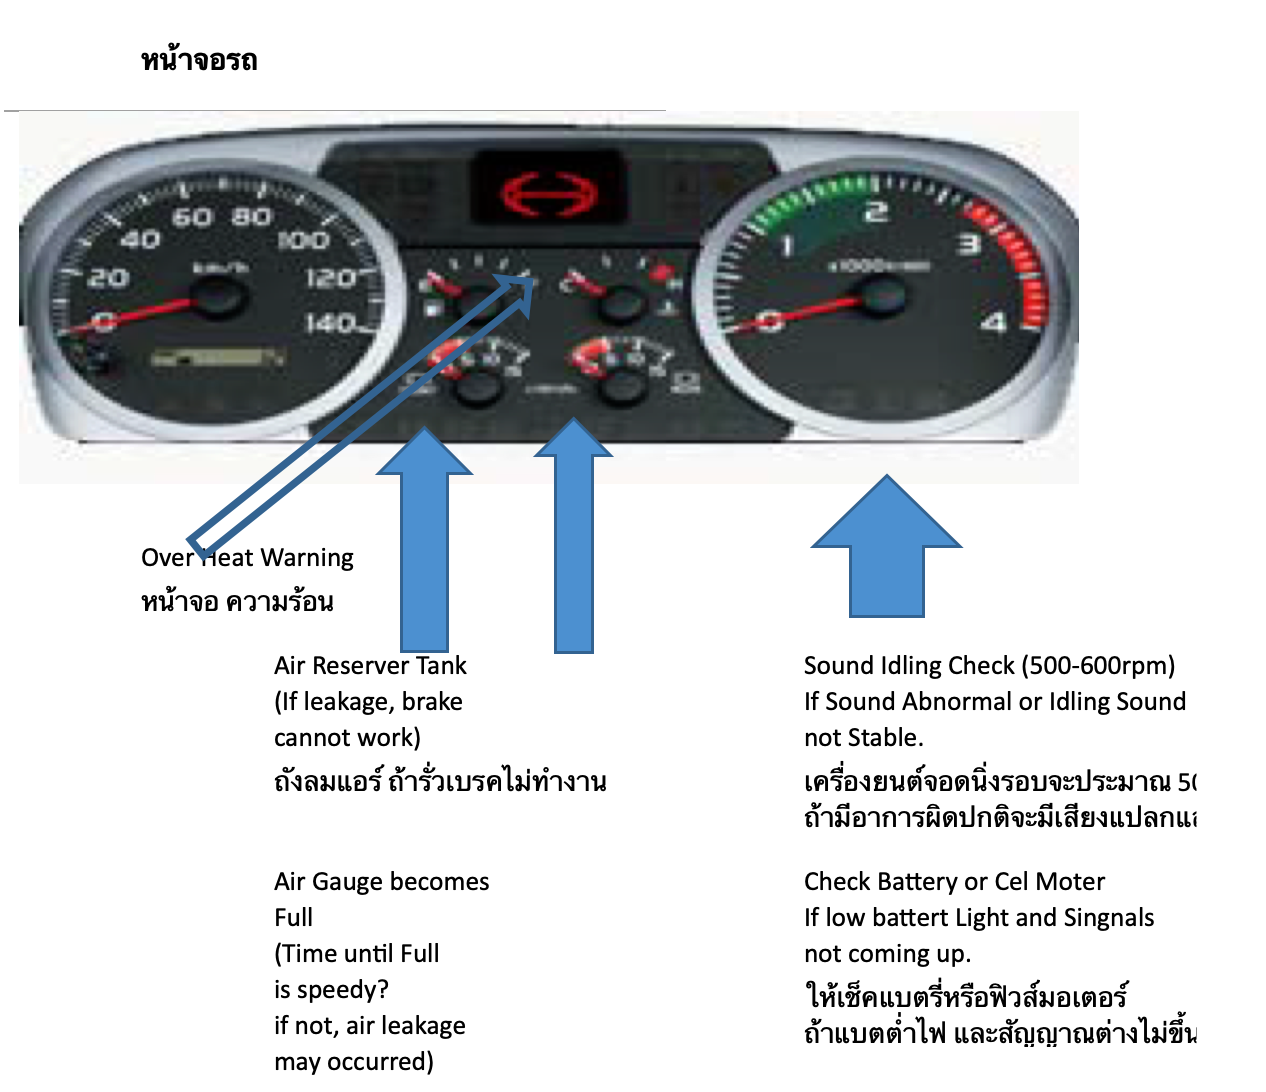 หน้าจอรถ
60 80
40 100
20 km/h 120
0 140
1 2 3
0 4
E
C H
0 5 10
0 5 10
Over Heat Warning
หน้าจอ ความร้อน
Air Reserver Tank
(If leakage, brake
cannot work)
ถังลมแอร์ ถ้ารั่วเบรคไม่ทำงาน
Air Gauge becomes
Full
(Time until Full
is speedy?
if not, air leakage
may occurred)
Sound Idling Check (500-600rpm)
If Sound Abnormal or Idling Sound
not Stable.
เครื่องยนต์จอดนิ่งรอบจะประมาณ 50
ถ้ามีอาการผิดปกติจะมีเสียงแปลกแล
Check Battery or Cel Moter
If low battert Light and Singnals
not coming up.
ให้เช็คแบตรี่หรือฟิวส์มอเตอร์
ถ้าแบตต่ำไฟ และสัญญาณต่างไม่ขึ้น